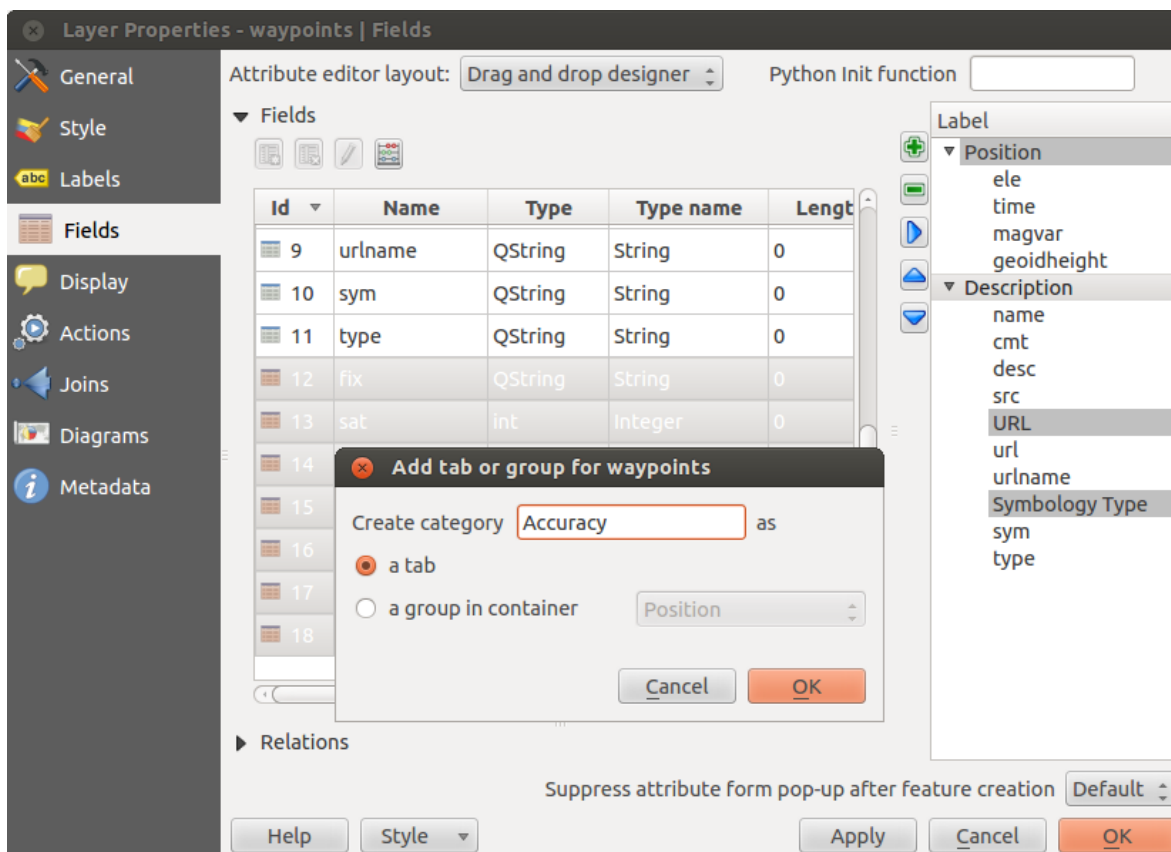 Layer Properties - waypoints | Fields
General
Style
abc Labels
Fields
Display
Actions
Joins
Diagrams
Metadata
Attribute editor layout: Drag and drop designer Python Init function
Fields
Id Name Type Type name Lengt
9 urlname QString String 0
10 sym QString String 0
11 type QString String 0
12 fix QString String 0
13 sat int Integer 0
14
15
16
17
18
Add tab or group for waypoints
Create category Accuracy as
a tab
a group in container Position
Cancel OK
Relations
Label
Position
ele
time
magvar
geoidheight
Description
name
cmt
desc
src
URL
url
urlname
Symbology Type
sym
type
Suppress attribute form pop-up after feature creation Default
Help Style Apply Cancel OK